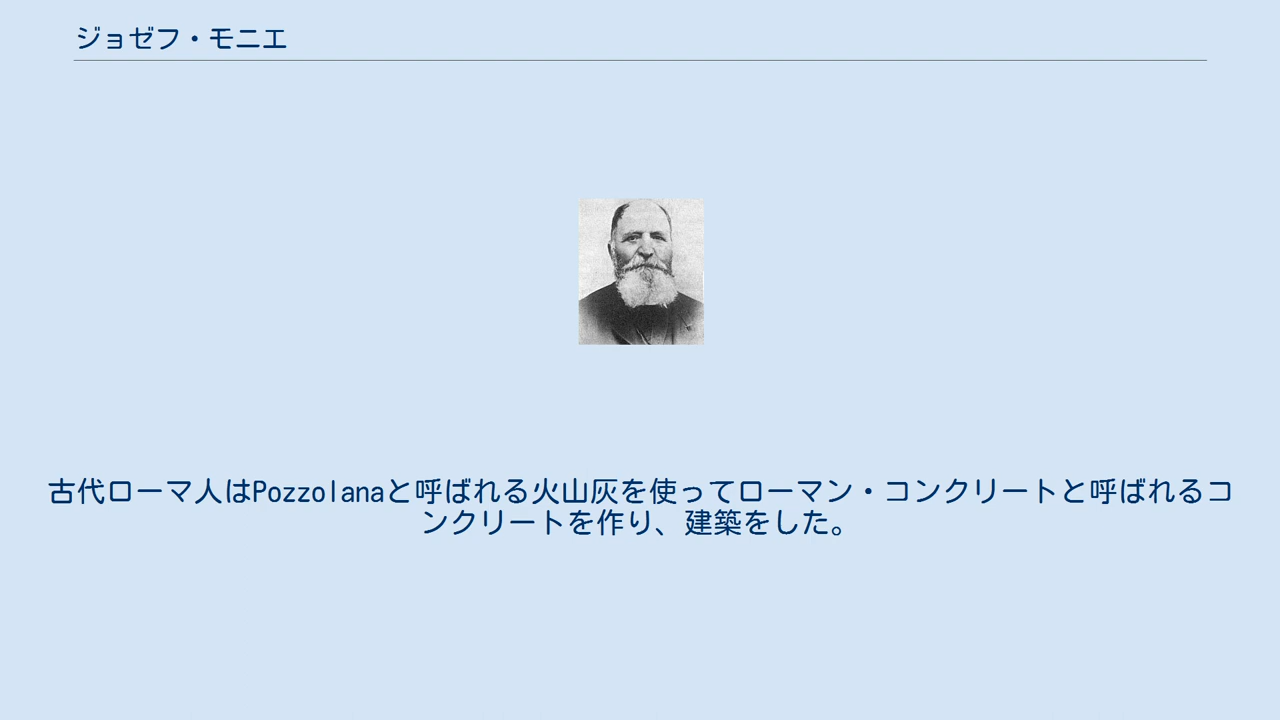 ジョゼフ・モニエ
古代ローマ人はPozzolanaと呼ばれる火山灰を使ってローマン・コンクリートと呼ばれるコ
ンクリートを作り、建築をした。